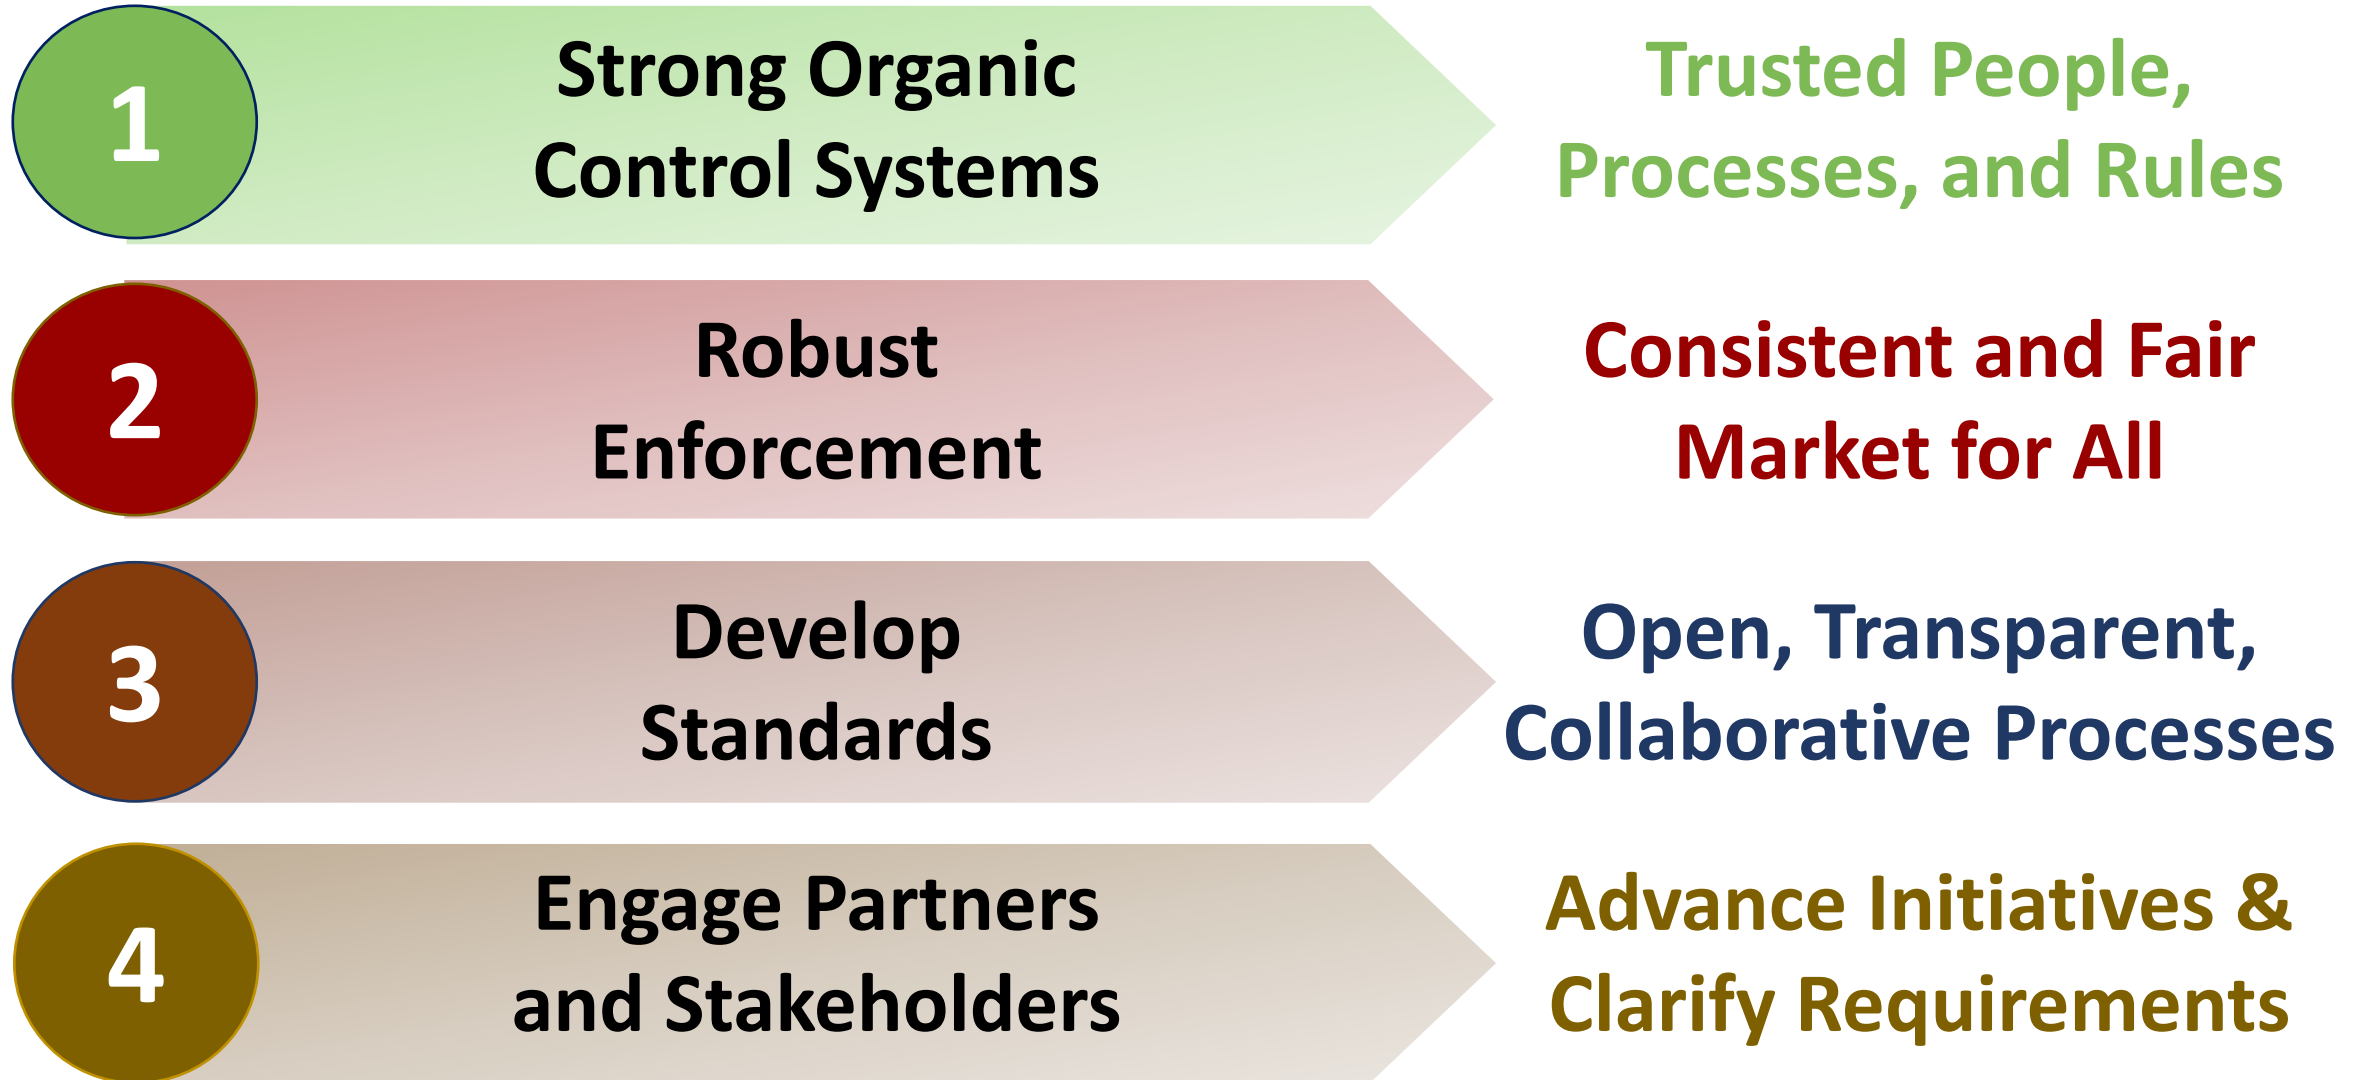 1
Strong Organic
Control Systems
Trusted People,
Processes, and Rules
2
Robust
Enforcement
Consistent and Fair
Market for All
3
Develop
Standards
Open, Transparent,
Collaborative Processes
4
Engage Partners
and Stakeholders
Advance Initiatives &
Clarify Requirements